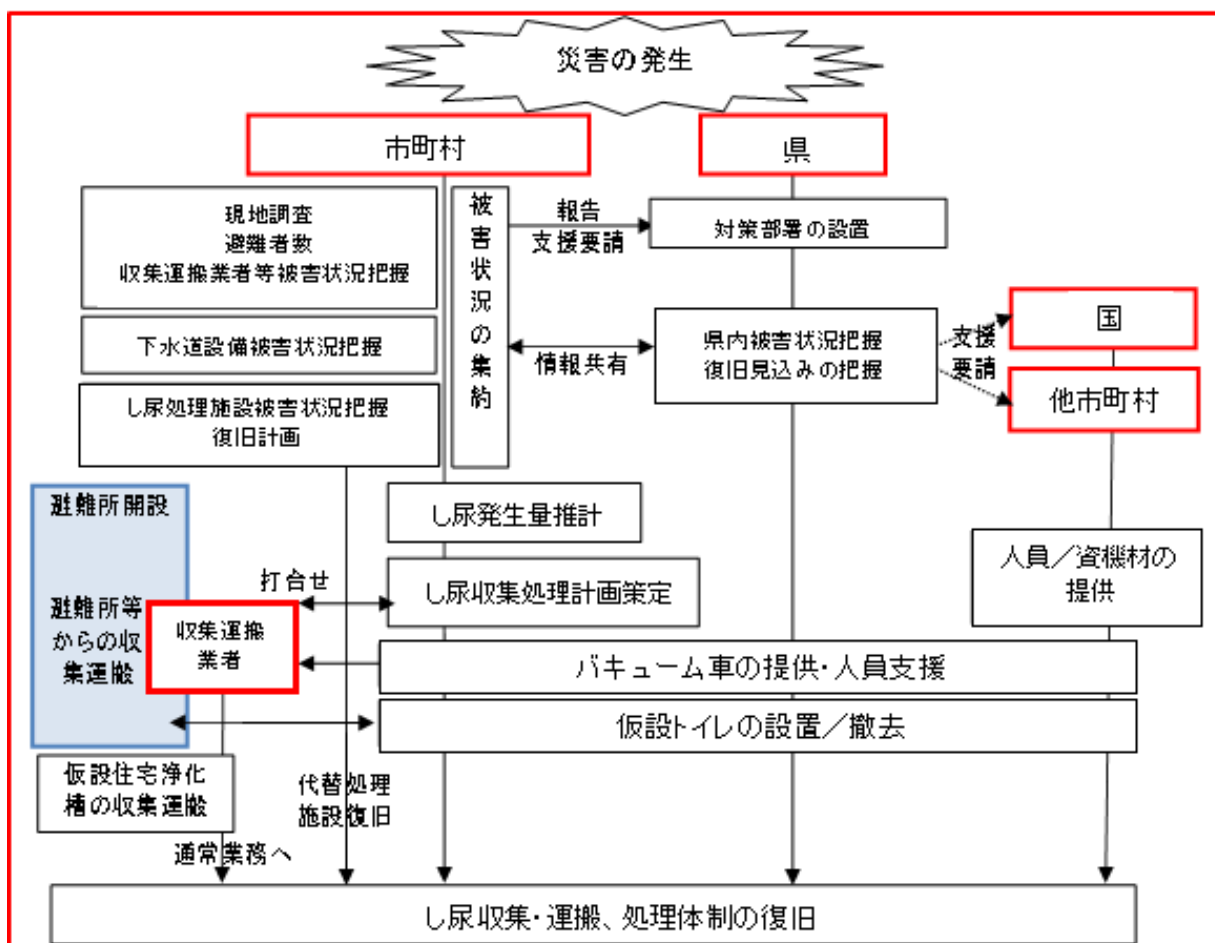 災害の発生
市町村
県
現地調査
避難者数
収集運搬業者等被害状況把握
被害状況の集約
報告
支援要請
対策部署の設置
下水道設備被害状況把握
情報共有
県内被害状況把握
復旧見込みの把握
支援
要請
国
他市町村
し尿処理施設被害状況把握
復旧計画
避難所開設
し尿発生量推計
人員／資機材の
提供
打合せ
し尿収集処理計画策定
避難所等
からの収
集運搬
収集運搬
業者
バキューム車の提供・人員支援
仮設トイレの設置／撤去
仮設住宅浄化
槽の収集運搬
代替処理
施設復旧
通常業務へ
し尿収集・運搬、処理体制の復旧